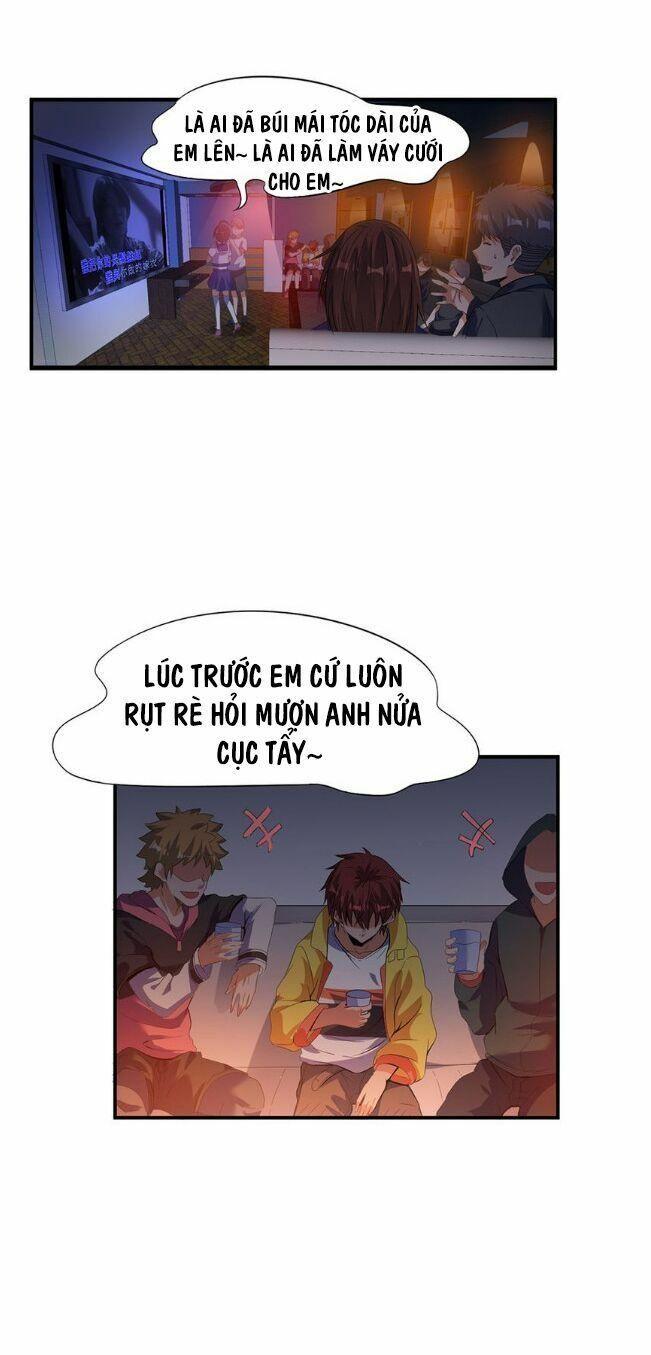 LÀ AI ĐÃ BÚI MÁI TÓC DÀI CỦA
EM LÊN~ LÀ AI ĐÃ LÀM VÁY CƯỚI
CHO EM~
LÚC TRƯỚC EM CỨ LUÔN
RỤT RÈ HỎI MƯỢN ANH NỬA
CỤC TẨY~